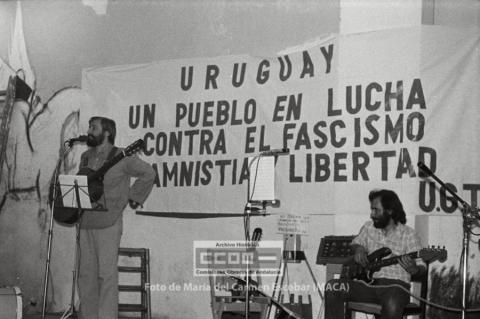 URUGUAY
UN PUEBLO EN LUCHA
CONTRA EL FASCISMO
AMNISTIA LIBERTAD
U.G.T
Archivo Histórico
CCOO
Comisiones Obreras de Andalucía
Foto de María del Carmen Escobar (MACA)